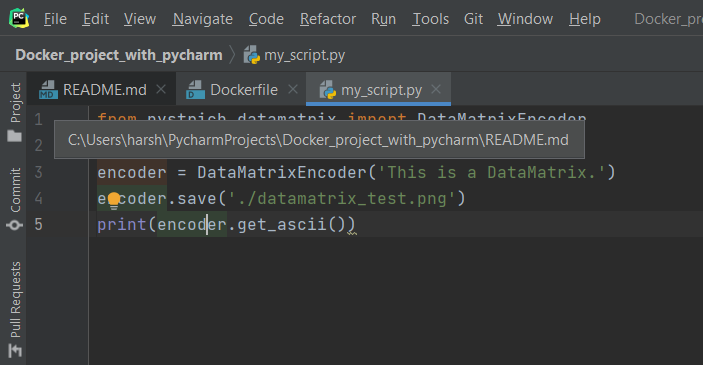 PC File Edit View Navigate Code Refactor Run Tools Git Window Help Docker_pro
Docker_project_with_pycharm my_script.py
Project
Commit
Pull Requests
MD README.md D Dockerfile my_script.py
1 from pystrich.datamatrix import DataMatrixEncoder
C:\Users\harsh\PycharmProjects\Docker_project_with_pycharm\README.md
2
3 encoder = DataMatrixEncoder('This is a DataMatrix.')
4 encoder.save('./datamatrix_test.png')
5 print(encoder.get_ascii())